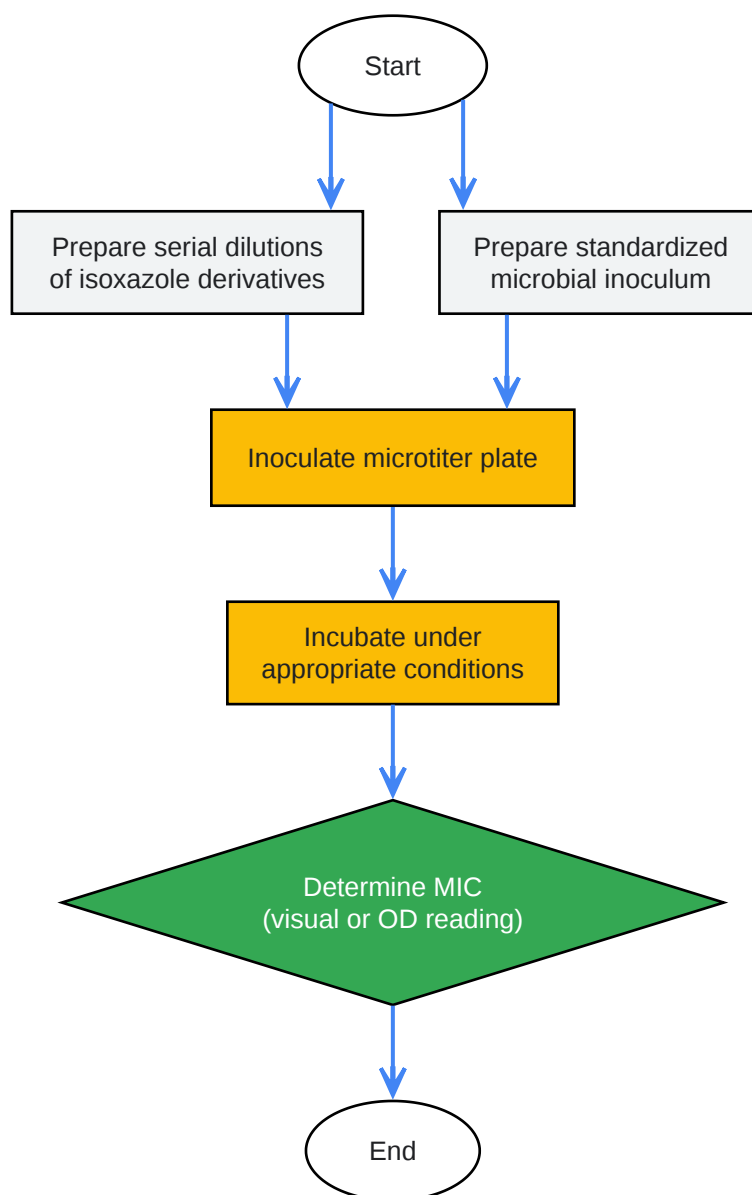 Start
Prepare serial dilutions
of isoxazole derivatives
Prepare standardized
microbial inoculum
Inoculate microtiter plate
Incubate under
appropriate conditions
Determine MIC
(visual or OD reading)
End